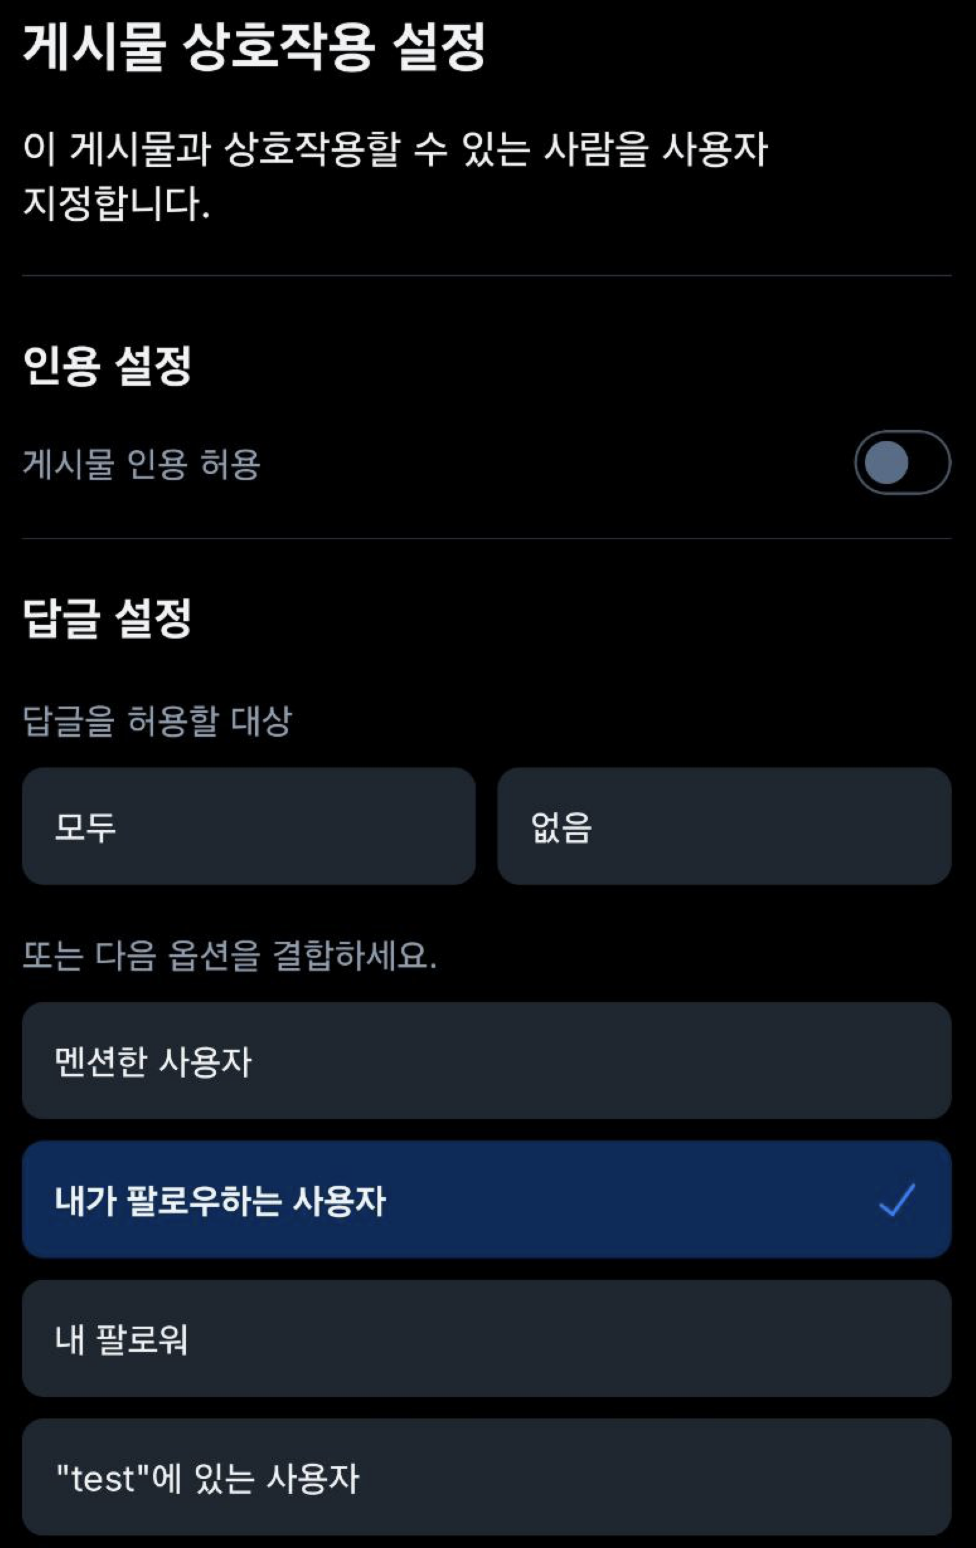 게시물 상호작용 설정
이 게시물과 상호작용할 수 있는 사람을 사용자
지정합니다.
인용 설정
게시물 인용 허용
답글 설정
답글을 허용할 대상
모두
없음
또는 다음 옵션을 결합하세요.
멘션한 사용자
내가 팔로우하는 사용자
내 팔로워
"test"에 있는 사용자